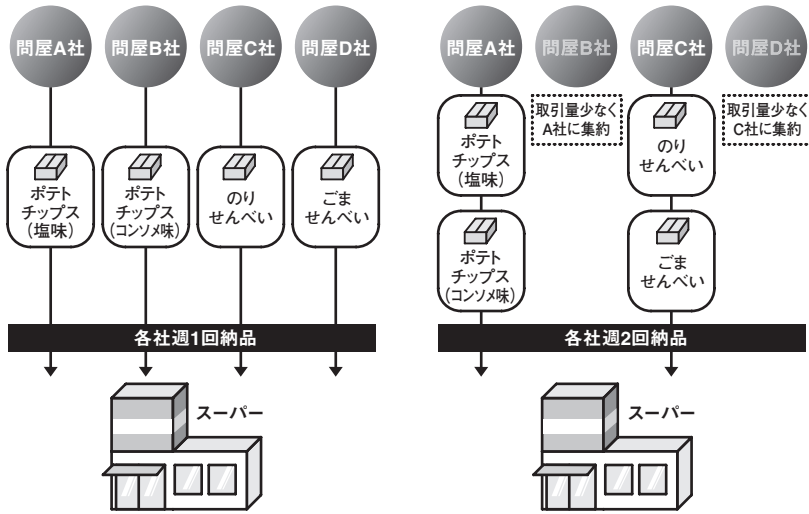 問屋A社
問屋B社
問屋C社
問屋D社
ポテト
チップス
(塩味)
ポテト
チップス
(コンソメ味)
のり
せんべい
ごま
せんべい
各社週1回納品
スーパー
問屋A社
問屋B社
問屋C社
問屋D社
取引量少なく
A社に集約
取引量少なく
C社に集約
ポテト
チップス
(塩味)
のり
せんべい
ポテト
チップス
(コンソメ味)
ごま
せんべい
各社週2回納品
スーパー